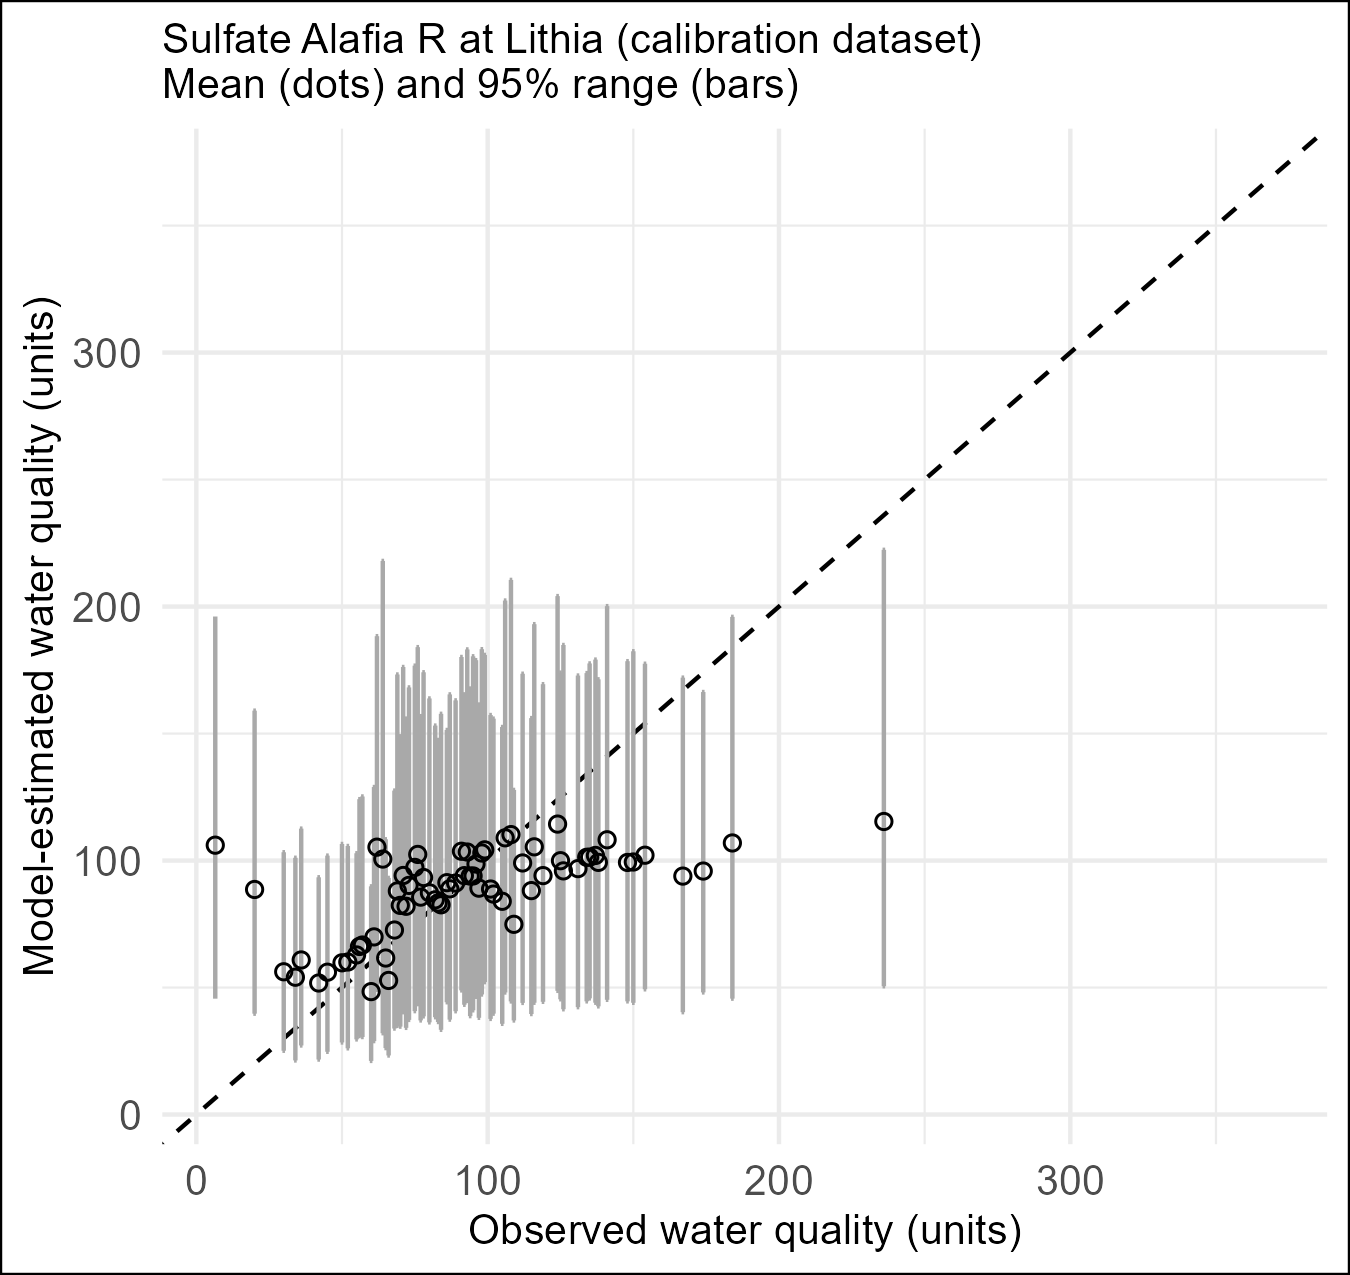 Sulfate Alafia R at Lithia (calibration dataset)
Mean (dots) and 95% range (bars)
Model-estimated water quality (units)
300
200
100
0
0 100 200 300
Observed water quality (units)